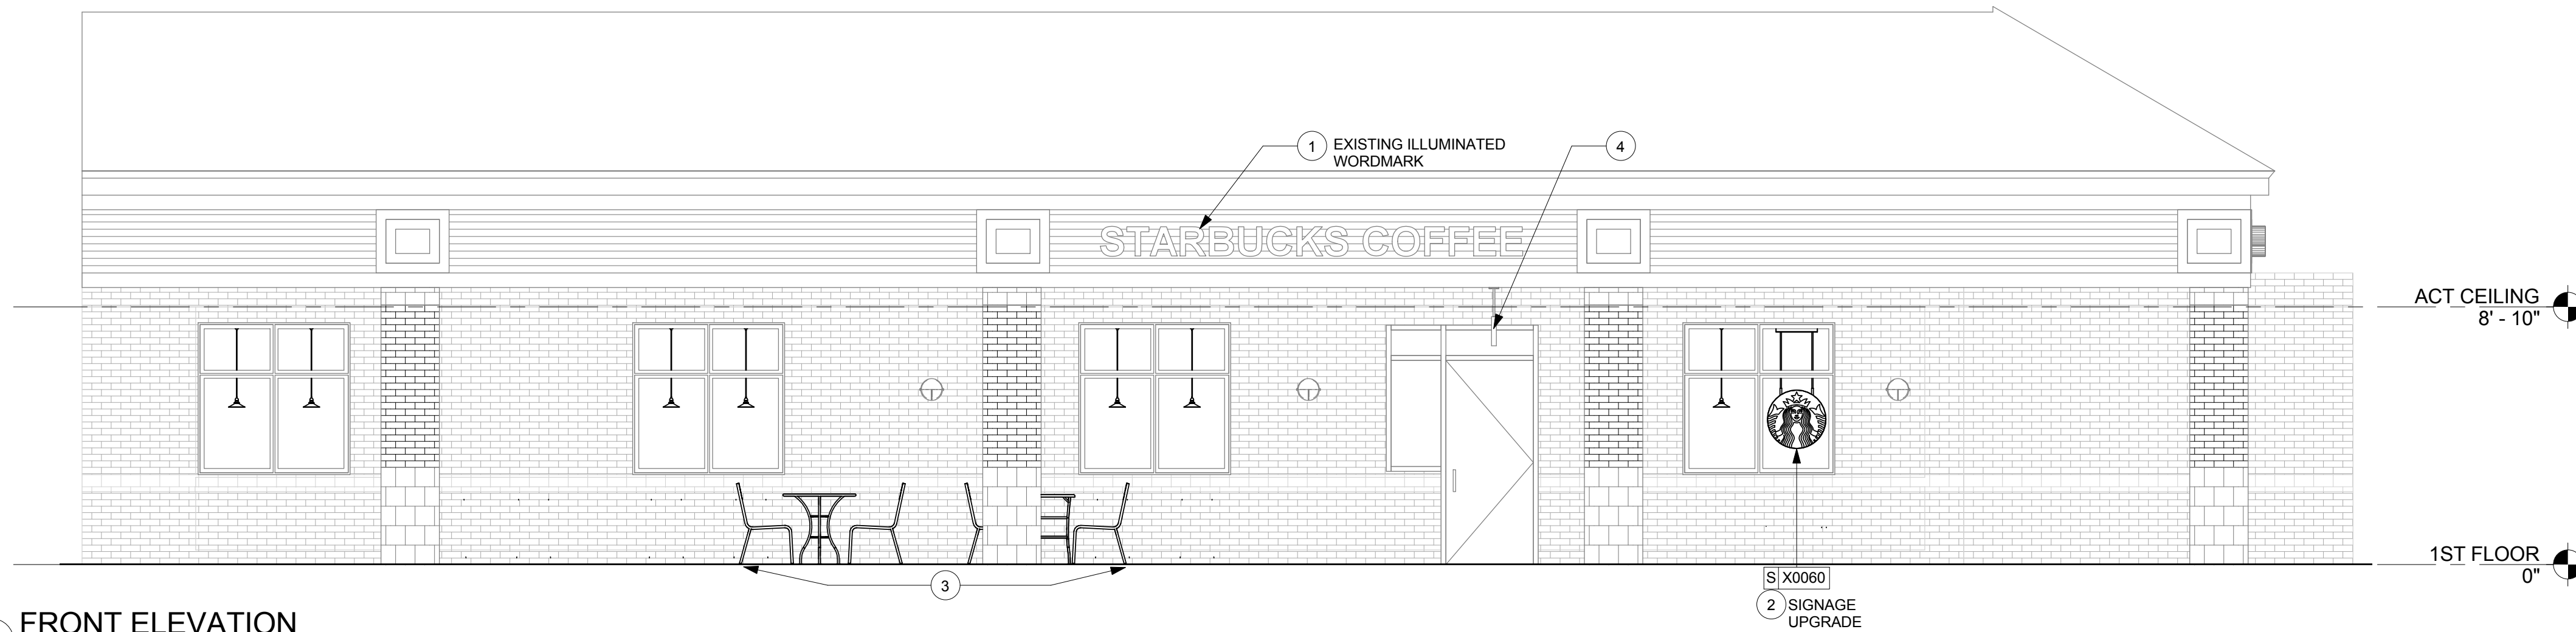 1
EXISTING ILLUMINATED
WORDMARK
4
STARBUCKS COFFEE
ACT CEILING
8' - 10"
1ST FLOOR
0"
3
S X0060
2
SIGNAGE
UPGRADE
FRONT ELEVATION